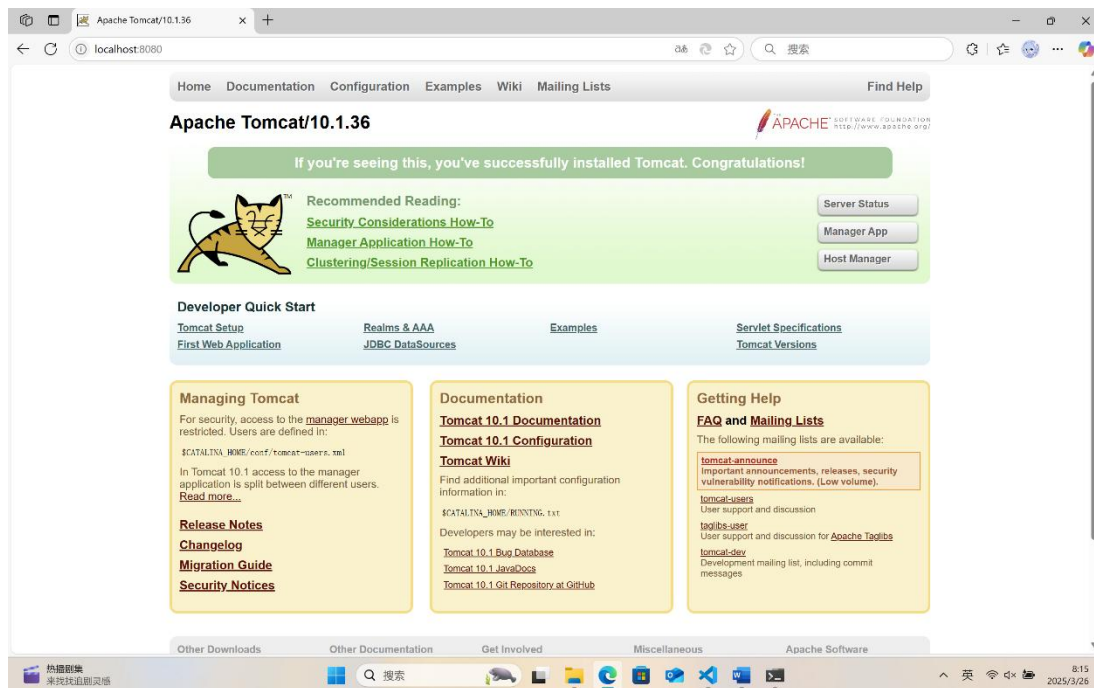 Apache Tomcat/10.1.36
localhost:8080
搜索
Home Documentation Configuration Examples Wiki Mailing Lists Find Help
Apache Tomcat/10.1.36
THE
APACHE SOFTWARE FOUNDATION
http://www.apache.org/
If you're seeing this, you've successfully installed Tomcat. Congratulations!
TM
Recommended Reading:
Security Considerations How-To
Manager Application How-To
Clustering/Session Replication How-To
Server Status
Manager App
Host Manager
Developer Quick Start
Tomcat Setup
First Web Application
Realms & AAA
JDBC DataSources
Examples
Servlet Specifications
Tomcat Versions
Managing Tomcat
For security, access to the manager webapp is
restricted. Users are defined in:
$CATALINA_HOME/conf/tomcat-users.xml
In Tomcat 10.1 access to the manager
application is split between different users.
Read more...
Release Notes
Changelog
Migration Guide
Security Notices
Documentation
Tomcat 10.1 Documentation
Tomcat 10.1 Configuration
Tomcat Wiki
Find additional important configuration
information in:
$CATALINA_HOME/RUNNING.txt
Developers may be interested in:
Tomcat 10.1 Bug Database
Tomcat 10.1 JavaDocs
Tomcat 10.1 Git Repository at GitHub
Getting Help
FAQ and Mailing Lists
The following mailing lists are available:
tomcat-announce
Important announcements, releases, security
vulnerability notifications. (Low volume).
tomcat-users
User support and discussion
taglibs-user
User support and discussion for Apache Taglibs
tomcat-dev
Development mailing list, including commit
messages
Other Downloads Other Documentation Get Involved Miscellaneous Apache Software
热播剧集
来找找追剧灵感
搜索
英
8:15
2025/3/26